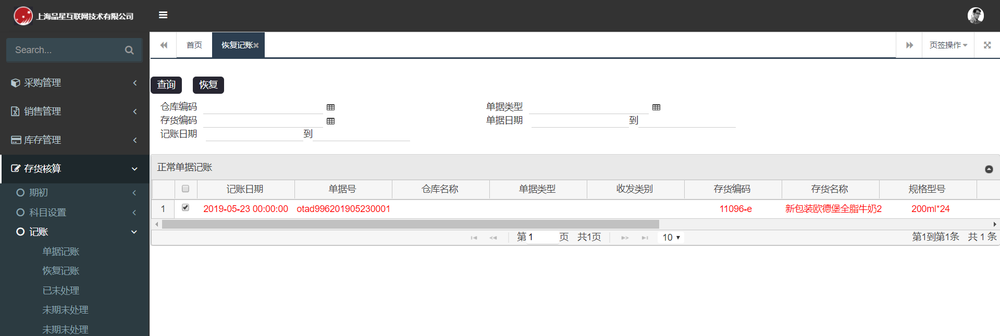 上海品星互联网技术有限公司
Search...
采购管理
销售管理
库存管理
存货核算
期初
科目设置
记账
单据记账
恢复记账
已末处理
未期末处理
未期末处理
首页
恢复记账
页签操作
查询 恢复
仓库编码 单据类型
存货编码 单据日期 到
记账日期 到
正常单据记账
记账日期 单据号 仓库名称 单据类型 收发类别 存货编码 存货名称 规格型号
1 2019-05-23 00:00:00 otad996201905230001 11096-e 新包装欧德堡全脂牛奶2 200ml*24
第 1 页 共1页 10 第1到第1条 共 1 条